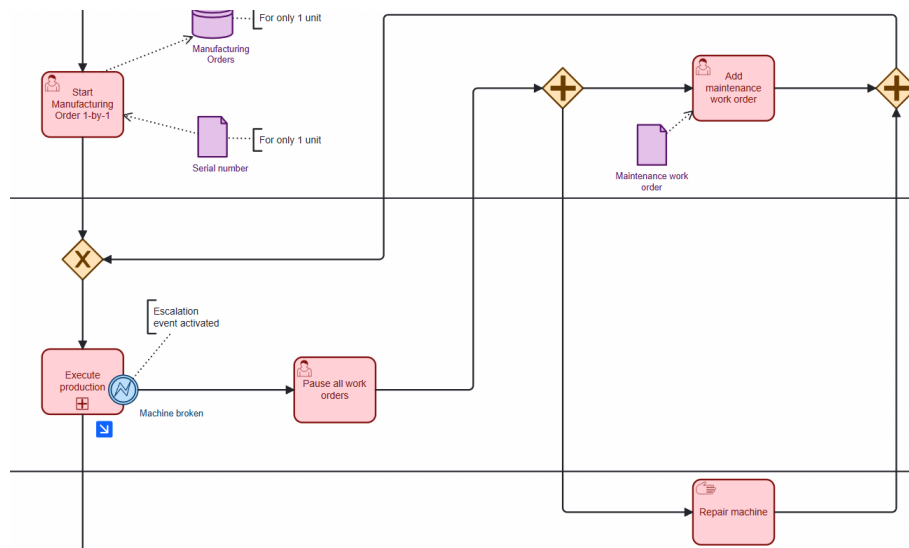 For only 1 unit
Manufacturing
Orders
Start
Manufacturing
Order 1-by-1
For only 1 unit
Serial number
Add
maintenance
work order
Maintenance work
order
X
Escalation
event activated
Execute
production
Machine broken
Pause all work
orders
Repair machine